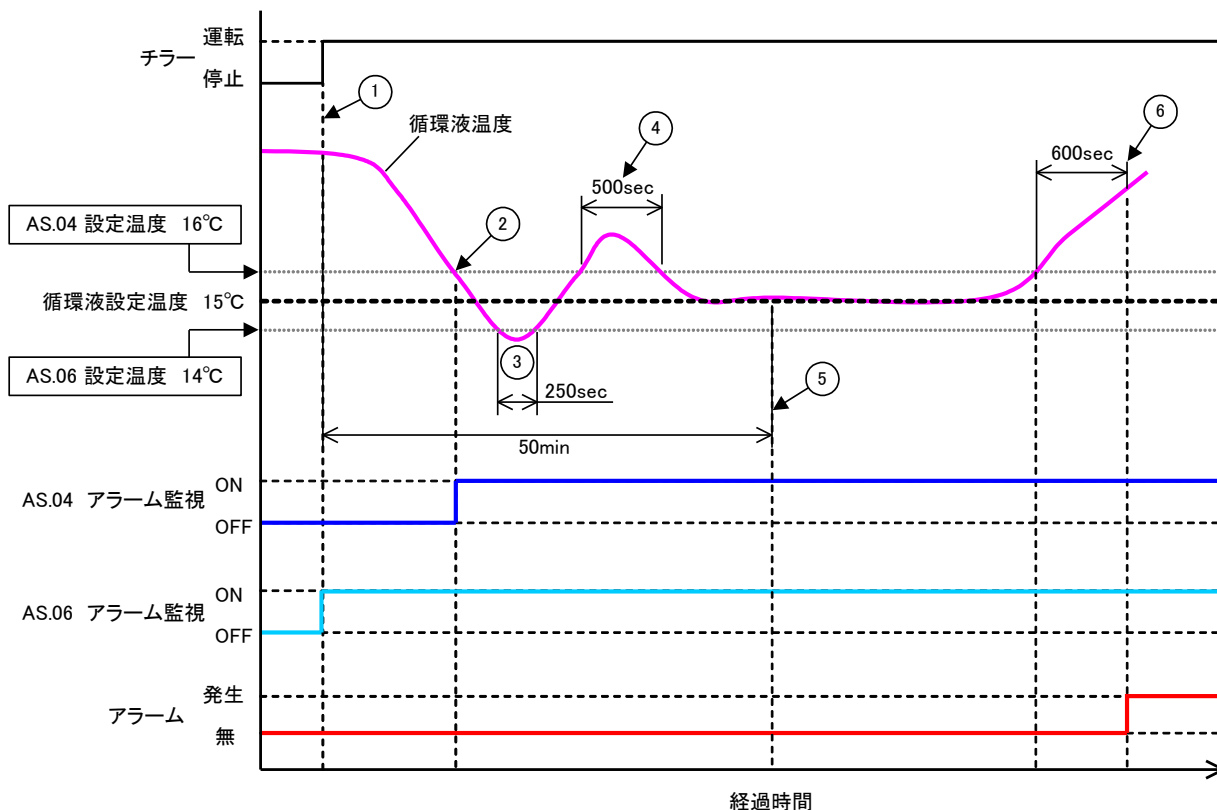 運転
チラー
停止
①
循環液温度
④
⑥
600sec
500sec
AS.04 設定温度 16℃
②
循環液設定温度 15℃
③
AS.06 設定温度 14℃
⑤
250sec
50min
ON
AS.04 アラーム監視
OFF
ON
AS.06 アラーム監視
OFF
発生
アラーム
無
経過時間